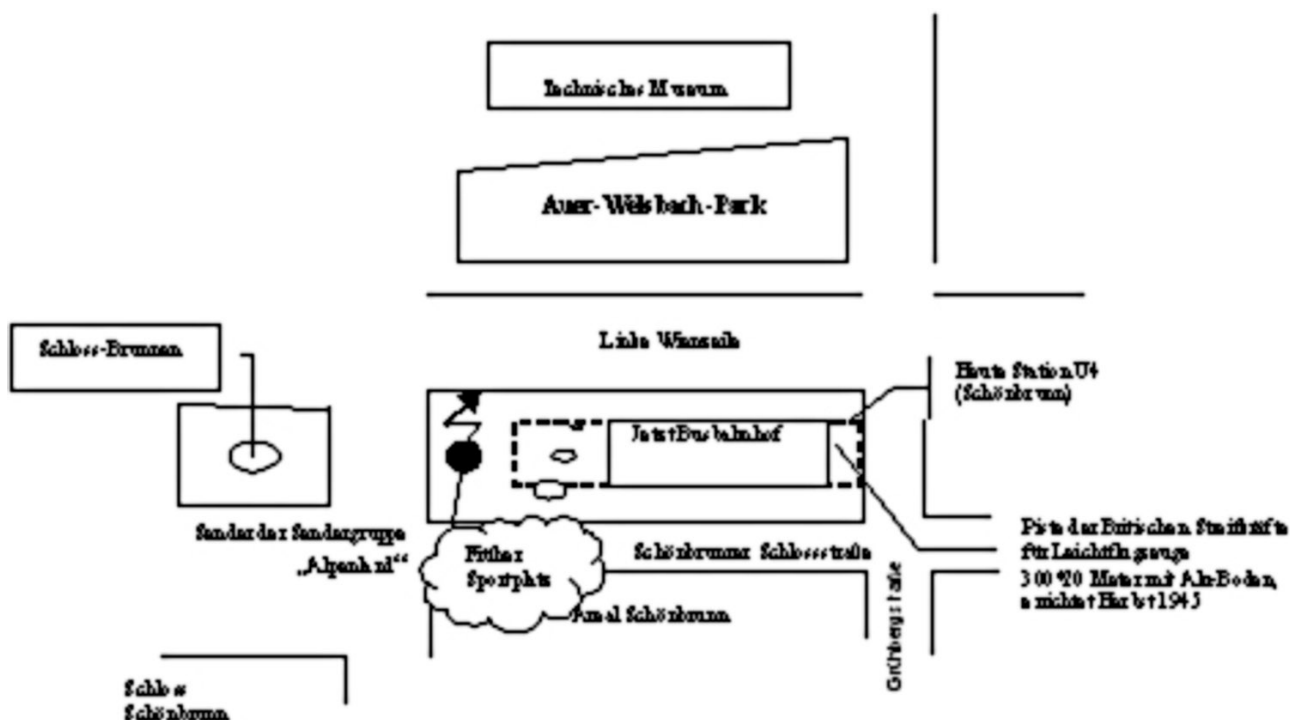 Technisches Museum
Auer-Welsbach-Park
Linke Wienzeile
Schloss-Brunnen
Heute Station U4
(Schönbrunn)
Jetzt Busbahnhof
Sender der Sendergruppe
„Alpenland“
Früher
Sportplatz
Schönbrunner Schlossstraße
Piste der Britischen Streitkräfte
für Leichtflugzeuge
Meter mit Alu-Boden,
errichtet Herbst 1945
Areal Schönbrunn
Grünbergstraße
Schloss
Schönbrunn